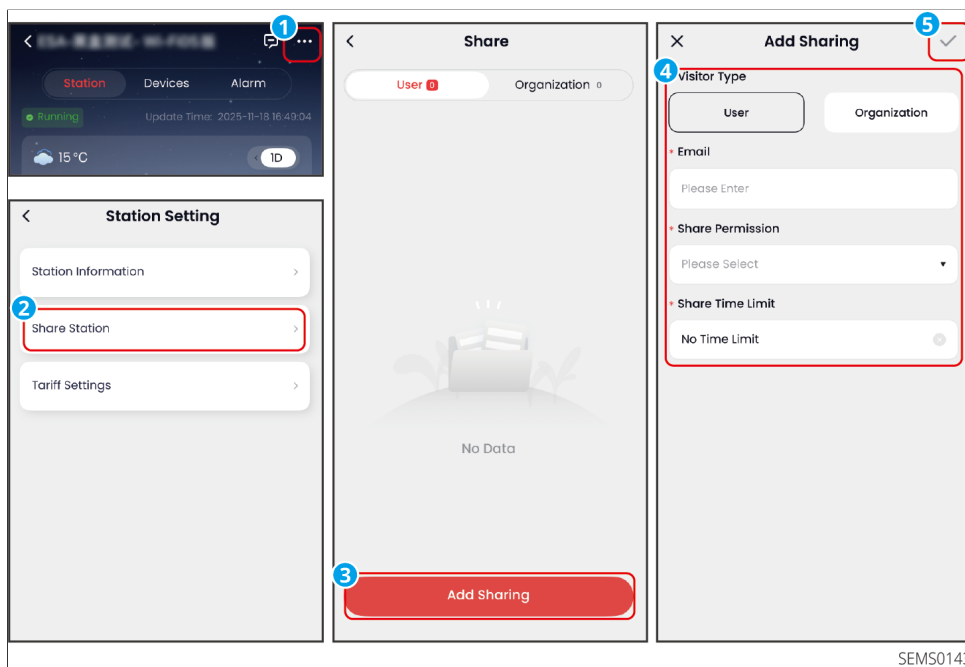 1
Station Devices Alarm
Running Update Time: 2025-11-18 16:49:04
15°C 1D
Station Setting
Station Information
2
Share Station
Tariff Settings
Share
User 0 Organization 0
No Data
3
Add Sharing
5
Add Sharing
4
Visitor Type
User Organization
* Email
Please Enter
* Share Permission
Please Select
* Share Time Limit
No Time Limit